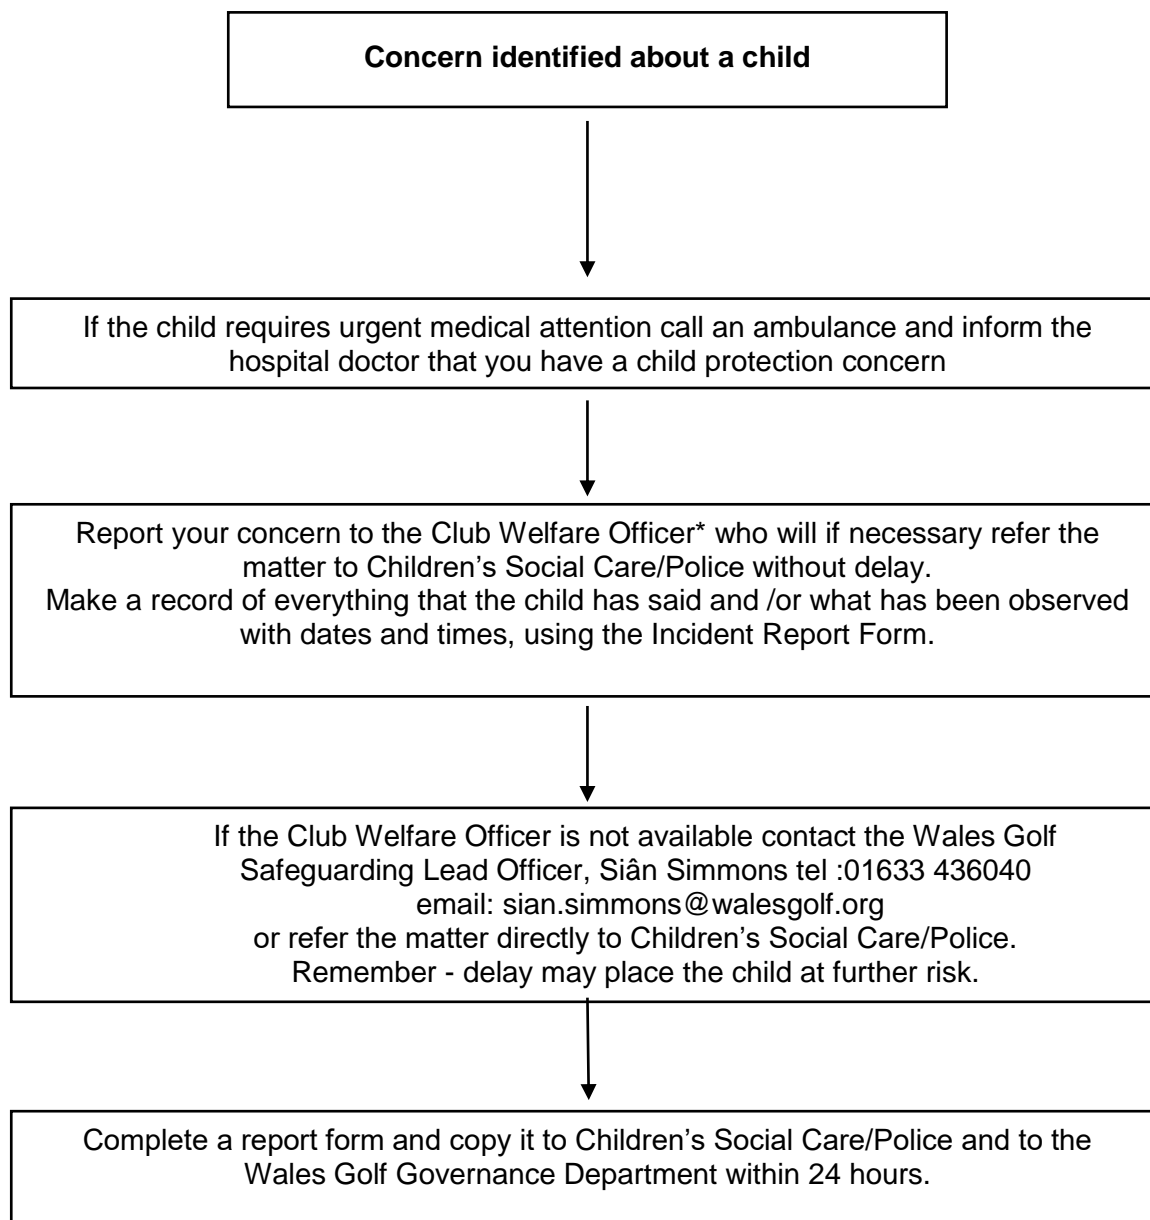 Concern identified about a child
If the child requires urgent medical attention call an ambulance and inform the
hospital doctor that you have a child protection concern
Report your concern to the Club Welfare Officer* who will if necessary refer the
matter to Children’s Social Care/Police without delay.
Make a record of everything that the child has said and /or what has been observed
with dates and times, using the Incident Report Form.
If the Club Welfare Officer is not available contact the Wales Golf
Safeguarding Lead Officer, Siân Simmons tel :01633 436040
email: sian.simmons@walesgolf.org
or refer the matter directly to Children’s Social Care/Police.
Remember - delay may place the child at further risk.
Complete a report form and copy it to Children’s Social Care/Police and to the
Wales Golf Governance Department within 24 hours.